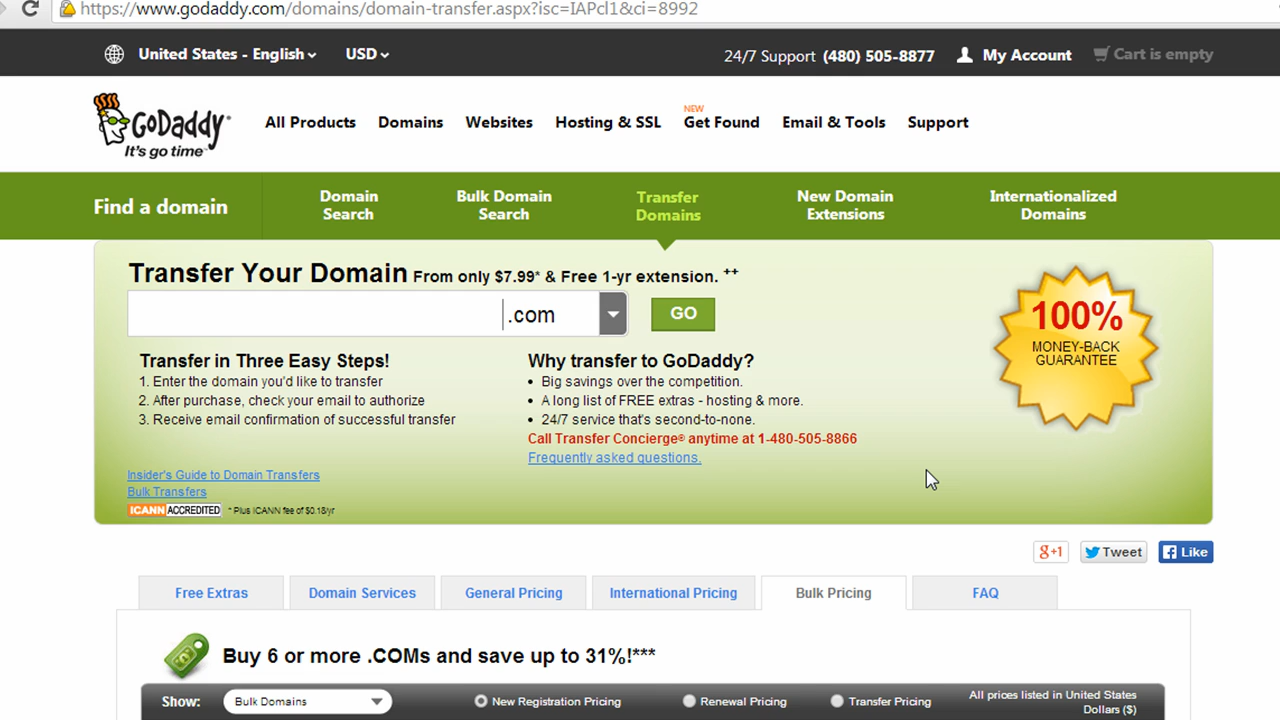 https://www.godaddy.com/domains/domain-transfer.aspx?isc=IAPcl1&ci=8992
United States - English USD 24/7 Support (480) 505-8877 My Account Cart is empty
GoDaddy
It's go time™
NEW
All Products Domains Websites Hosting & SSL Get Found Email & Tools Support
Find a domain
Domain Search
Bulk Domain Search
Transfer Domains
New Domain Extensions
Internationalized Domains
Transfer Your Domain From only $7.99* & Free 1-yr extension. ++
.com GO
100%
MONEY-BACK
GUARANTEE
Transfer in Three Easy Steps!
1. Enter the domain you'd like to transfer
2. After purchase, check your email to authorize
3. Receive email confirmation of successful transfer
Why transfer to GoDaddy?
• Big savings over the competition.
• A long list of FREE extras - hosting & more.
• 24/7 service that's second-to-none.
Call Transfer Concierge® anytime at 1-480-505-8866
Frequently asked questions.
Insider's Guide to Domain Transfers
Bulk Transfers
ICANN ACCREDITED * Plus ICANN fee of $0.18/yr
g+1 Tweet Like
Free Extras Domain Services General Pricing International Pricing Bulk Pricing FAQ
Buy 6 or more .COMs and save up to 31%!***
Show: Bulk Domains New Registration Pricing Renewal Pricing Transfer Pricing All prices listed in United States
Dollars ($)